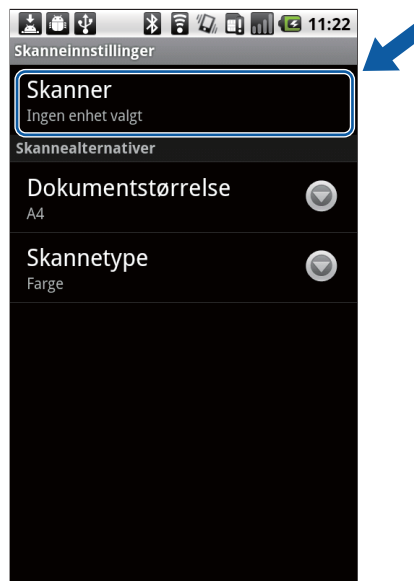 11:22
Skanneinnstillinger
Skanner
Ingen enhet valgt
Skannealternativer
Dokumentstørrelse
A4
Skannetype
Farge